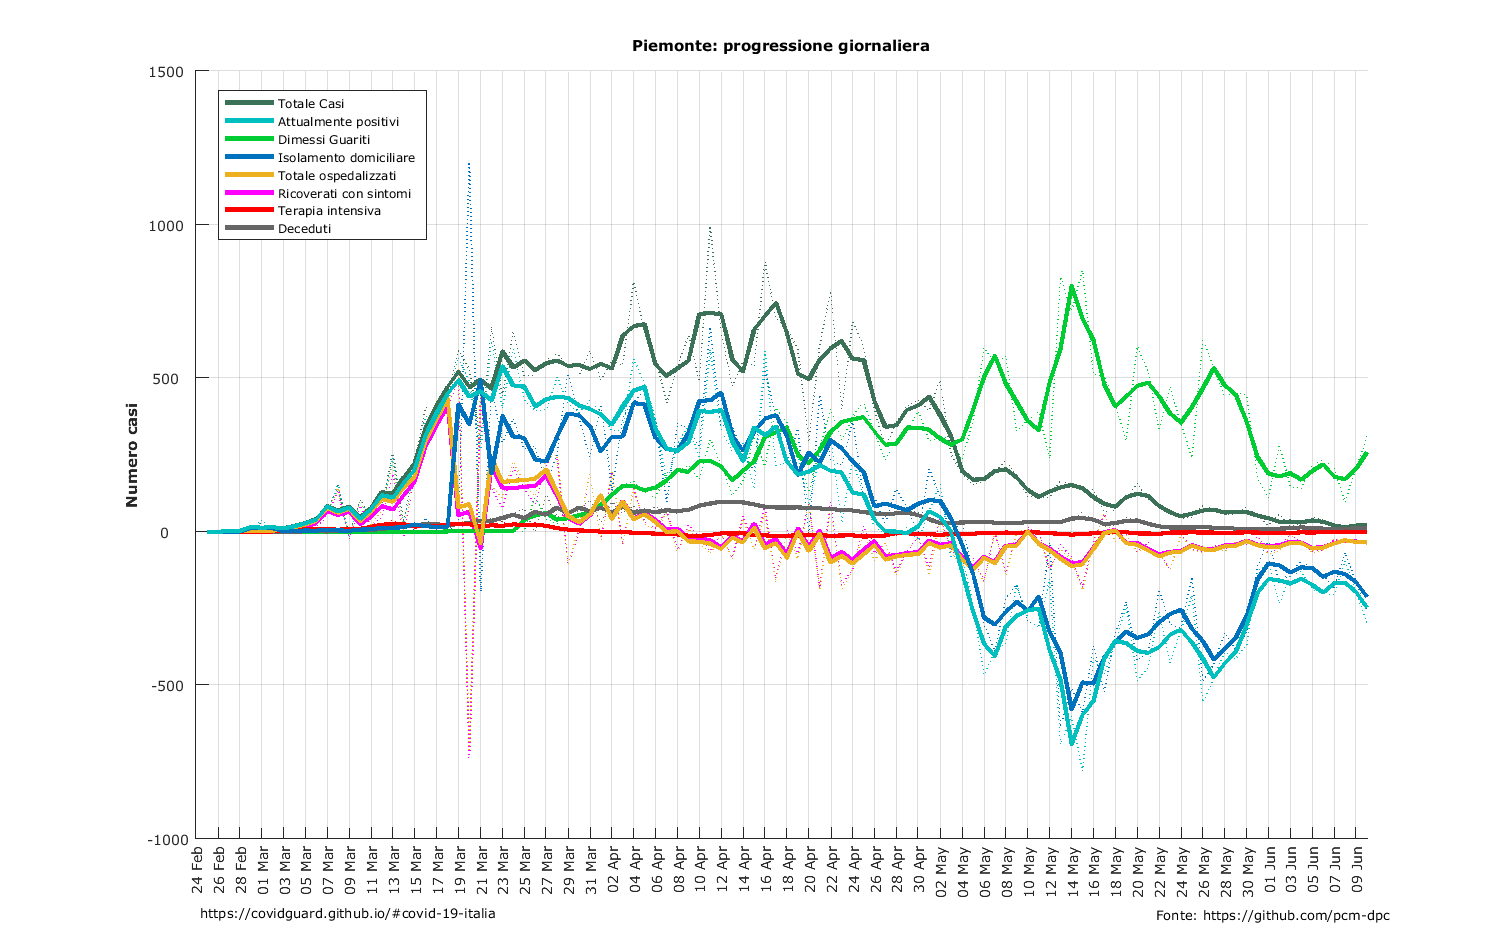 Piemonte: progressione giornaliera
1500
1000
500
0
-500
-1000
Numero casi
Totale Casi
Attualmente positivi
Dimessi Guariti
Isolamento domiciliare
Totale ospedalizzati
Ricoverati con sintomi
Terapia intensiva
Deceduti
24 Feb
26 Feb
28 Feb
01 Mar
03 Mar
05 Mar
07 Mar
09 Mar
11 Mar
13 Mar
15 Mar
17 Mar
19 Mar
21 Mar
23 Mar
25 Mar
27 Mar
29 Mar
31 Mar
02 Apr
04 Apr
06 Apr
08 Apr
10 Apr
12 Apr
14 Apr
16 Apr
18 Apr
20 Apr
22 Apr
24 Apr
26 Apr
28 Apr
30 Apr
02 May
04 May
06 May
08 May
10 May
12 May
14 May
16 May
18 May
20 May
22 May
24 May
26 May
28 May
30 May
01 Jun
03 Jun
05 Jun
07 Jun
09 Jun
https://covidguard.github.io/#covid-19-italia
Fonte: https://github.com/pcm-dpc